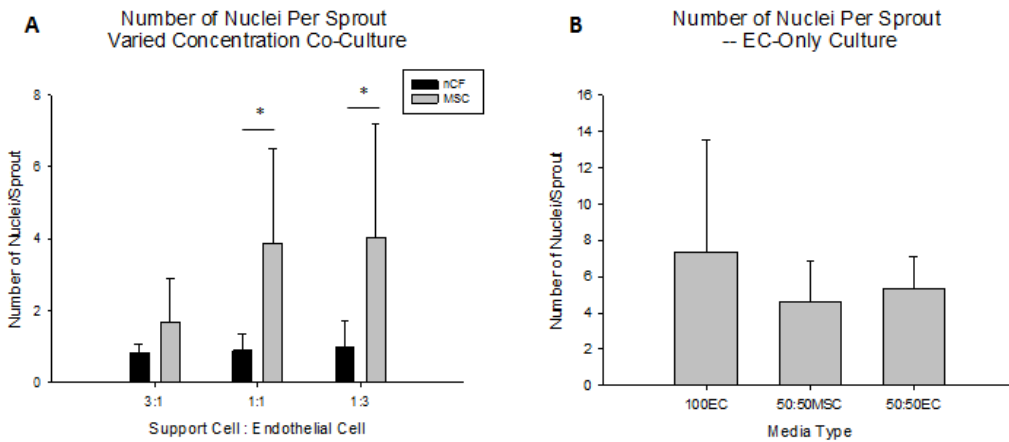 A
Number of Nuclei Per Sprout
Varied Concentration Co-Culture
nCF
MSC
*
*
8
6
4
2
0
Number of Nuclei/Sprout
3:1
1:1
1:3
Support Cell : Endothelial Cell
B
Number of Nuclei Per Sprout
-- EC-Only Culture
16
14
12
10
8
6
4
2
0
Number of Nuclei/Sprout
100EC
50:50MSC
50:50EC
Media Type